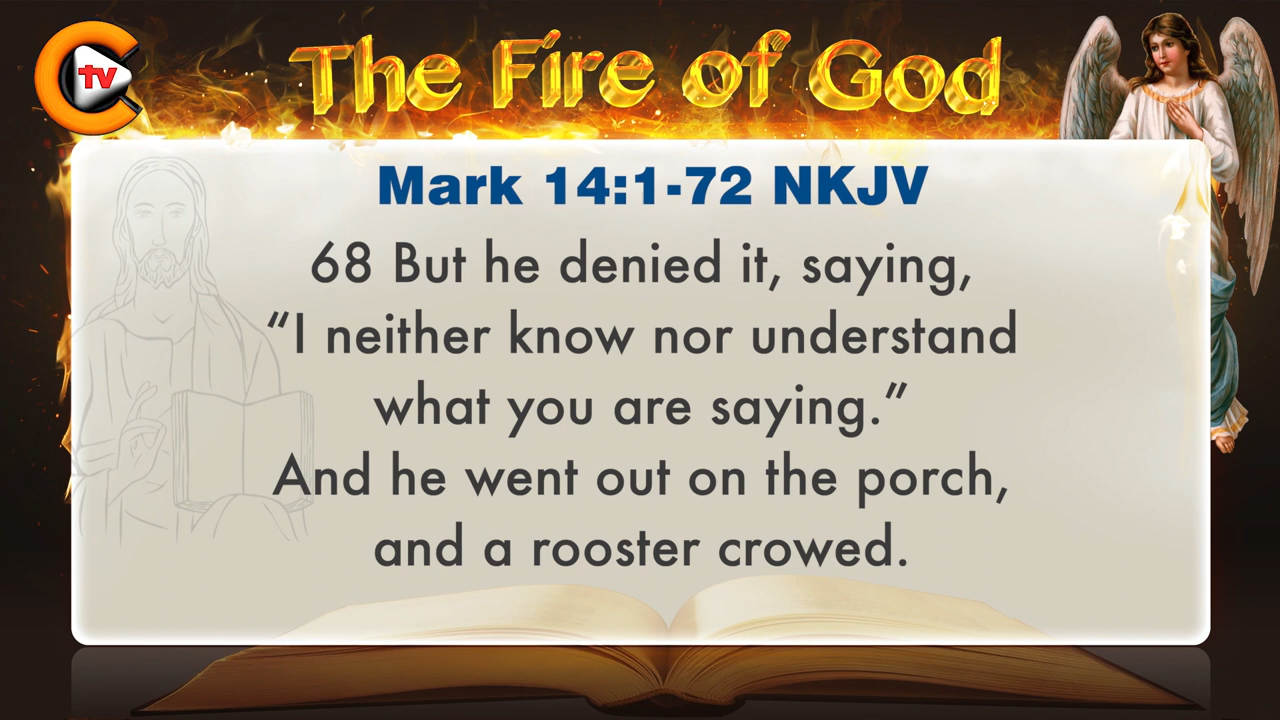 tv
The Fire of God
Mark 14:1-72 NKJV
68 But he denied it, saying,
“I neither know nor understand
what you are saying.”
And he went out on the porch,
and a rooster crowed.